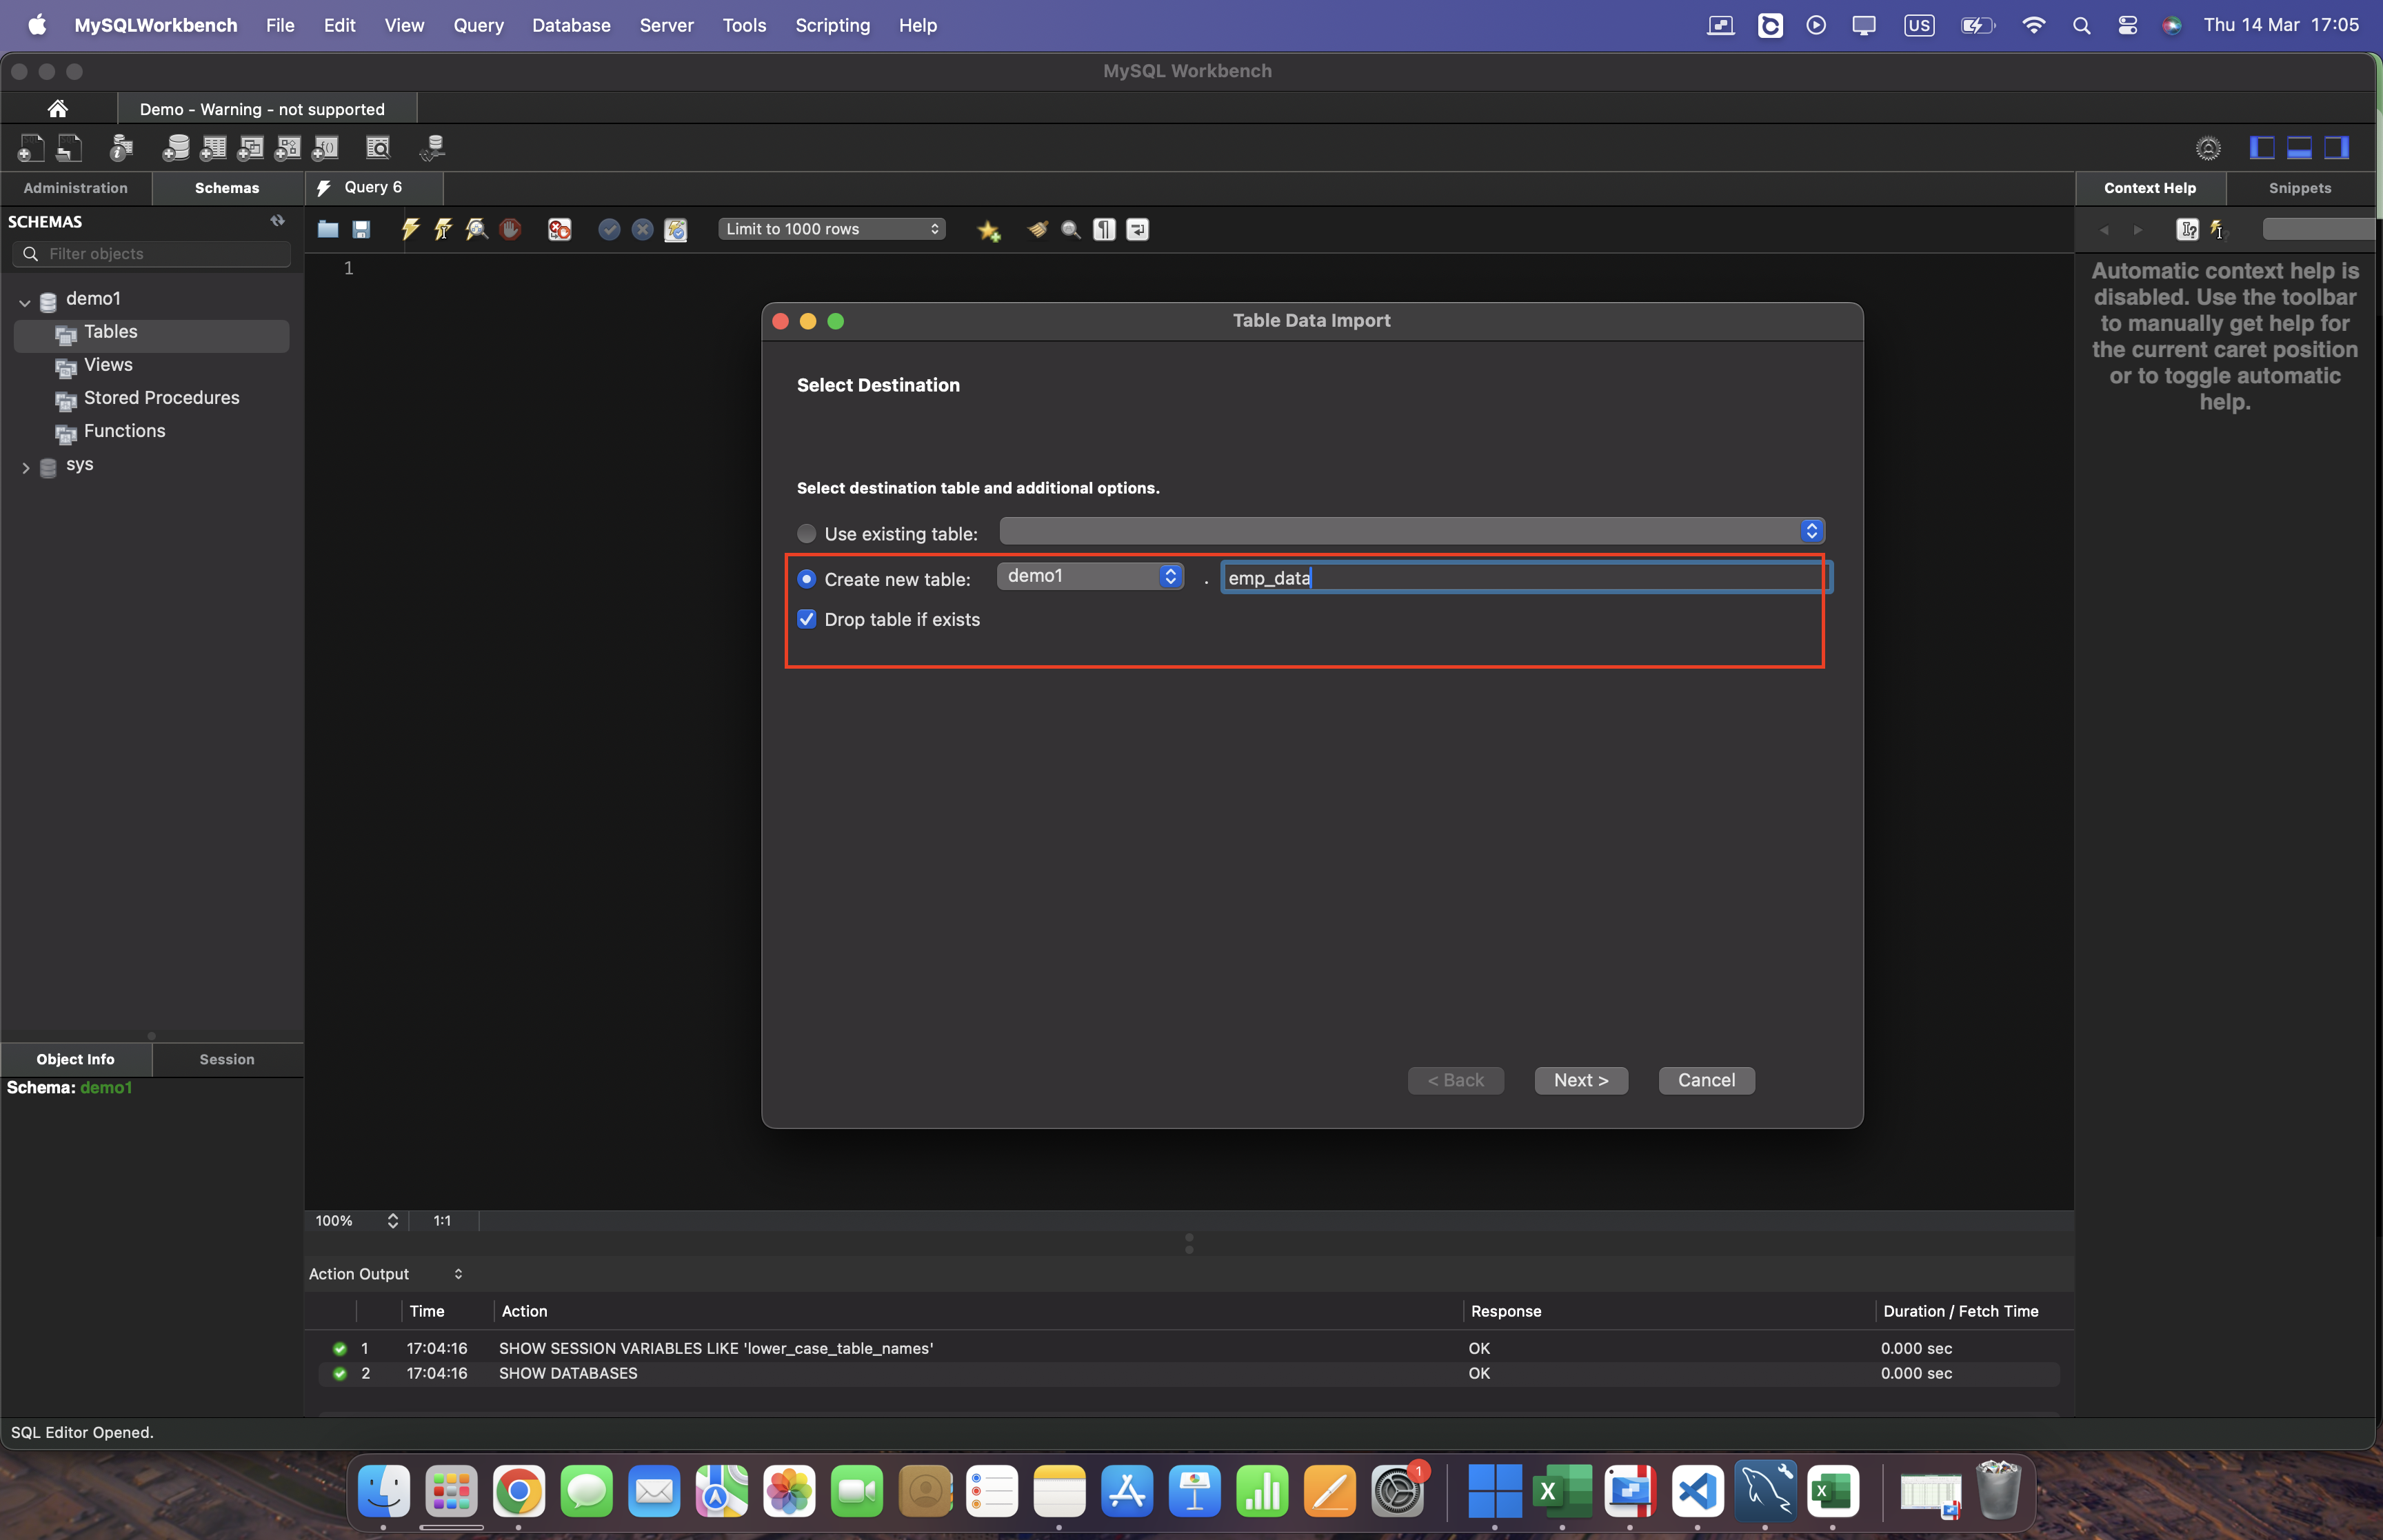 MySQLWorkbench File Edit View Query Database Server Tools Scripting Help US Thu 14 Mar 17:05
MySQL Workbench
Demo - Warning - not supported
Administration Schemas Query 6 Context Help Snippets
SCHEMAS
Limit to 1000 rows
Filter objects
1
demo1
Tables
Views
Stored Procedures
Functions
sys
Automatic context help is
disabled. Use the toolbar
to manually get help for
the current caret position
or to toggle automatic
help.
Table Data Import
Select Destination
Select destination table and additional options.
Use existing table:
Create new table: demo1 . emp_data
Drop table if exists
< Back Next > Cancel
Object Info Session
Schema: demo1
100% 1:1
Action Output
Time Action Response Duration / Fetch Time
1 17:04:16 SHOW SESSION VARIABLES LIKE 'lower_case_table_names' OK 0.000 sec
2 17:04:16 SHOW DATABASES OK 0.000 sec
SQL Editor Opened.
1